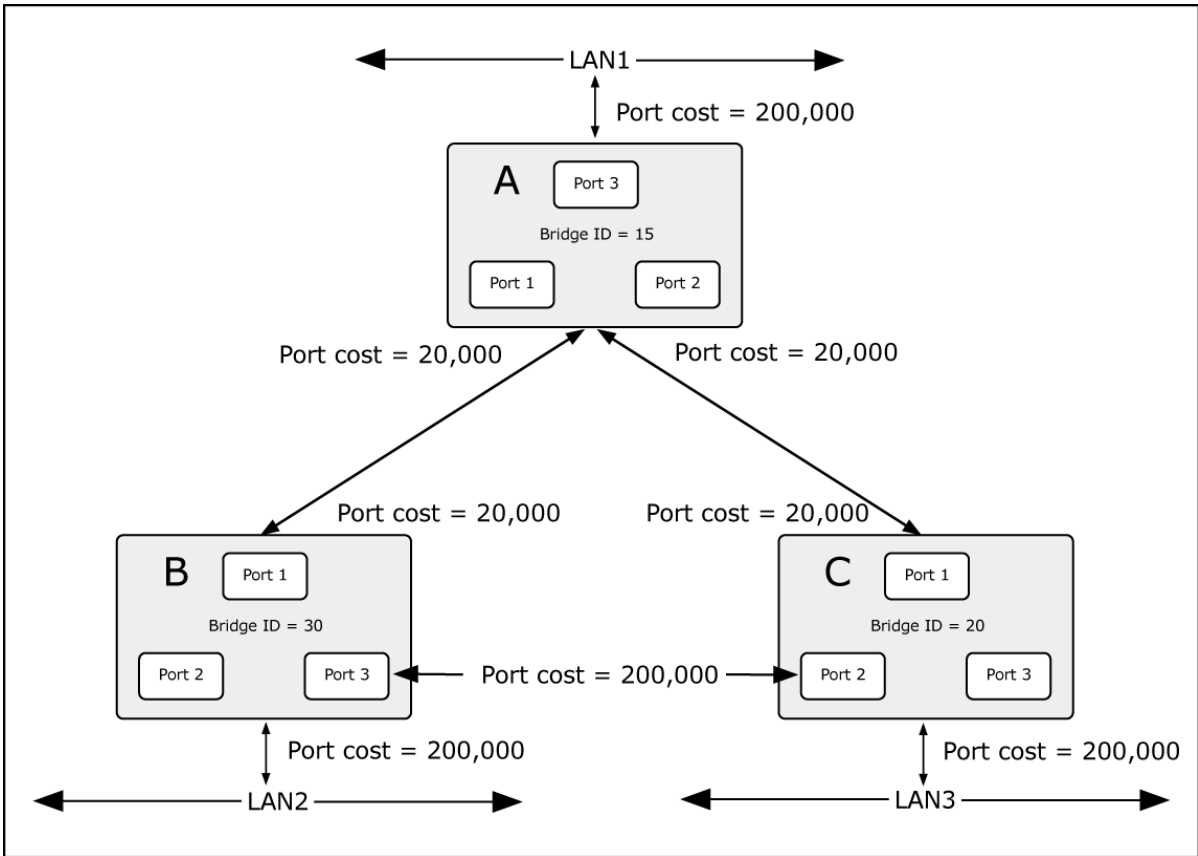 LAN1
Port cost = 200,000
A
Port 3
Bridge ID = 15
Port 1
Port 2
Port cost = 20,000
Port cost = 20,000
Port cost = 20,000
Port cost = 20,000
B
Port 1
Bridge ID = 30
Port 2
Port 3
C
Port 1
Bridge ID = 20
Port 2
Port 3
Port cost = 200,000
Port cost = 200,000
Port cost = 200,000
LAN2
LAN3